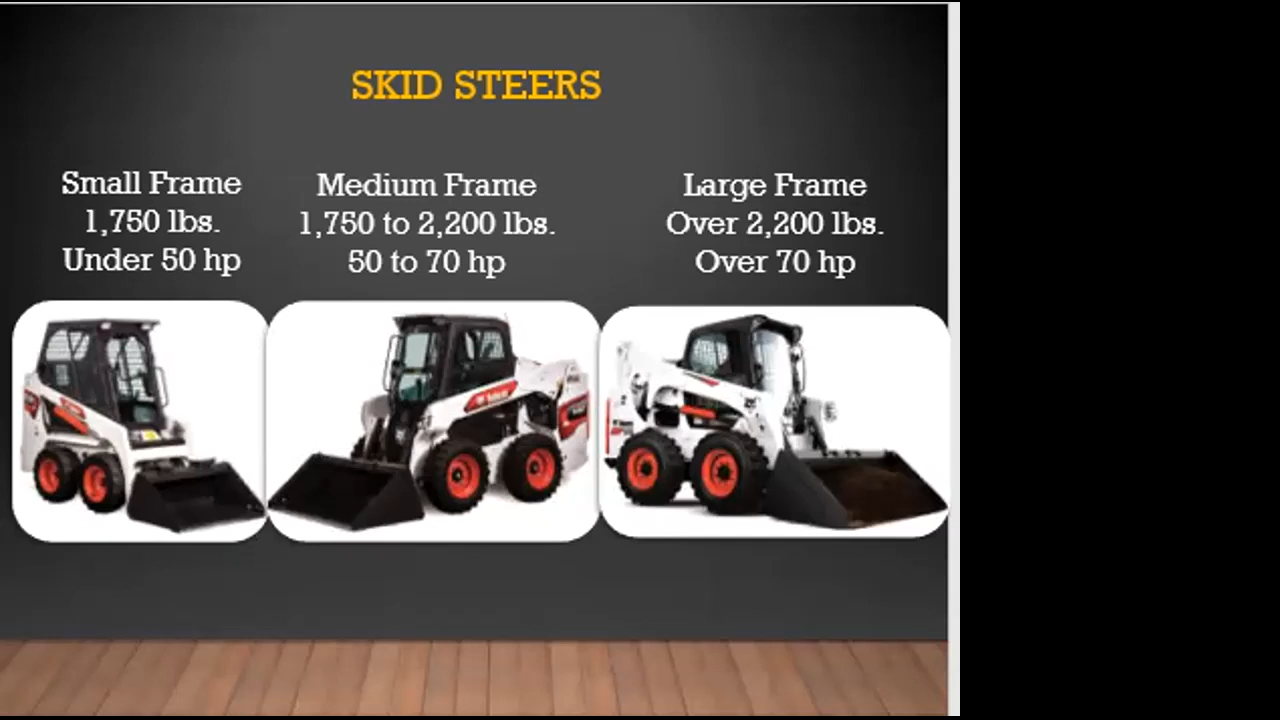 SKID STEERS
Small Frame
1,750 lbs.
Under 50 hp
Medium Frame
1,750 to 2,200 lbs.
50 to 70 hp
Large Frame
Over 2,200 lbs.
Over 70 hp